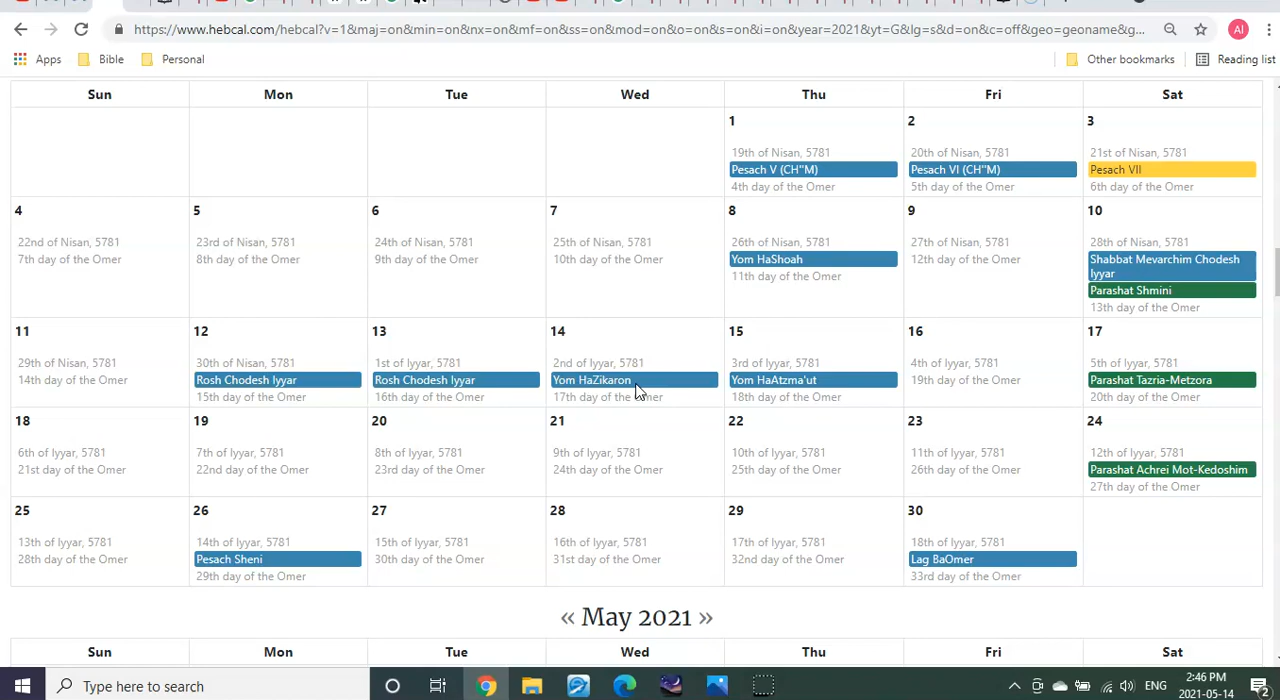 https://www.hebcal.com/hebcal?v=1&maj=on&min=on&nx=on&mf=on&ss=on&mod=on&o=on&s=on&i=on&year=2021&yt=G&lg=s&d=on&c=off&geo=geoname&g... AI
Apps Bible Personal Other bookmarks Reading list
Sun Mon Tue Wed Thu Fri Sat
1 2 3
19th of Nisan, 5781 20th of Nisan, 5781 21st of Nisan, 5781
Pesach V (CH"M) Pesach VI (CH"M) Pesach VII
4th day of the Omer 5th day of the Omer 6th day of the Omer
4 5 6 7 8 9 10
22nd of Nisan, 5781 23rd of Nisan, 5781 24th of Nisan, 5781 25th of Nisan, 5781 26th of Nisan, 5781 27th of Nisan, 5781 28th of Nisan, 5781
7th day of the Omer 8th day of the Omer 9th day of the Omer 10th day of the Omer Yom HaShoah 12th day of the Omer Shabbat Mevarchim Chodesh
Iyyar
11th day of the Omer
Parashat Shmini
13th day of the Omer
11 12 13 14 15 16 17
29th of Nisan, 5781 30th of Nisan, 5781 1st of Iyyar, 5781 2nd of Iyyar, 5781 3rd of Iyyar, 5781 4th of Iyyar, 5781 5th of Iyyar, 5781
14th day of the Omer Rosh Chodesh Iyyar Rosh Chodesh Iyyar Yom HaZikaron Yom HaAtzma'ut 19th day of the Omer Parashat Tazria-Metzora
15th day of the Omer 16th day of the Omer 17th day of the Omer 18th day of the Omer 20th day of the Omer
18 19 20 21 22 23 24
6th of Iyyar, 5781 7th of Iyyar, 5781 8th of Iyyar, 5781 9th of Iyyar, 5781 10th of Iyyar, 5781 11th of Iyyar, 5781 12th of Iyyar, 5781
21st day of the Omer 22nd day of the Omer 23rd day of the Omer 24th day of the Omer 25th day of the Omer 26th day of the Omer Parashat Achrei Mot-Kedoshim
27th day of the Omer
25 26 27 28 29 30
13th of Iyyar, 5781 14th of Iyyar, 5781 15th of Iyyar, 5781 16th of Iyyar, 5781 17th of Iyyar, 5781 18th of Iyyar, 5781
28th day of the Omer Pesach Sheni 30th day of the Omer 31st day of the Omer 32nd day of the Omer Lag BaOmer
29th day of the Omer 33rd day of the Omer
« May 2021 »
Sun Mon Tue Wed Thu Fri Sat
Type here to search ENG 2:46 PM
2021-05-14 2